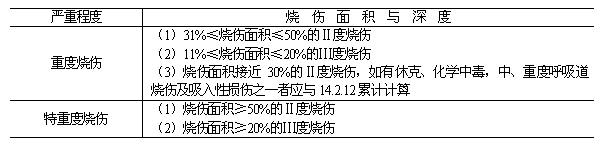 严重程度 烧伤面积与深度
（1）31%≤烧伤面积≤50%的Ⅱ度烧伤
（2）11%≤烧伤面积≤20%的Ⅲ度烧伤
重度烧伤
（3）烧伤面积接近 30%的Ⅱ度烧伤，如有休克、化学中毒，中、重度呼吸道
烧伤及吸入性损伤之一者应与 14.2.12 累计计算
（1）烧伤面积≥50%的Ⅱ度烧伤
特重度烧伤
（2）烧伤面积≥20%的Ⅲ度烧伤